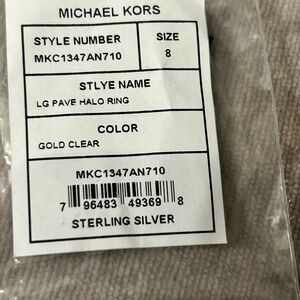 MICHAEL KORS
STYLE NUMBER
MKC1347AN710
SIZE
8
STLYE NAME
LG PAVE HALO RING
COLOR
GOLD CLEAR
MKC1347AN710
7 96483 49369 8
STERLING SILVER